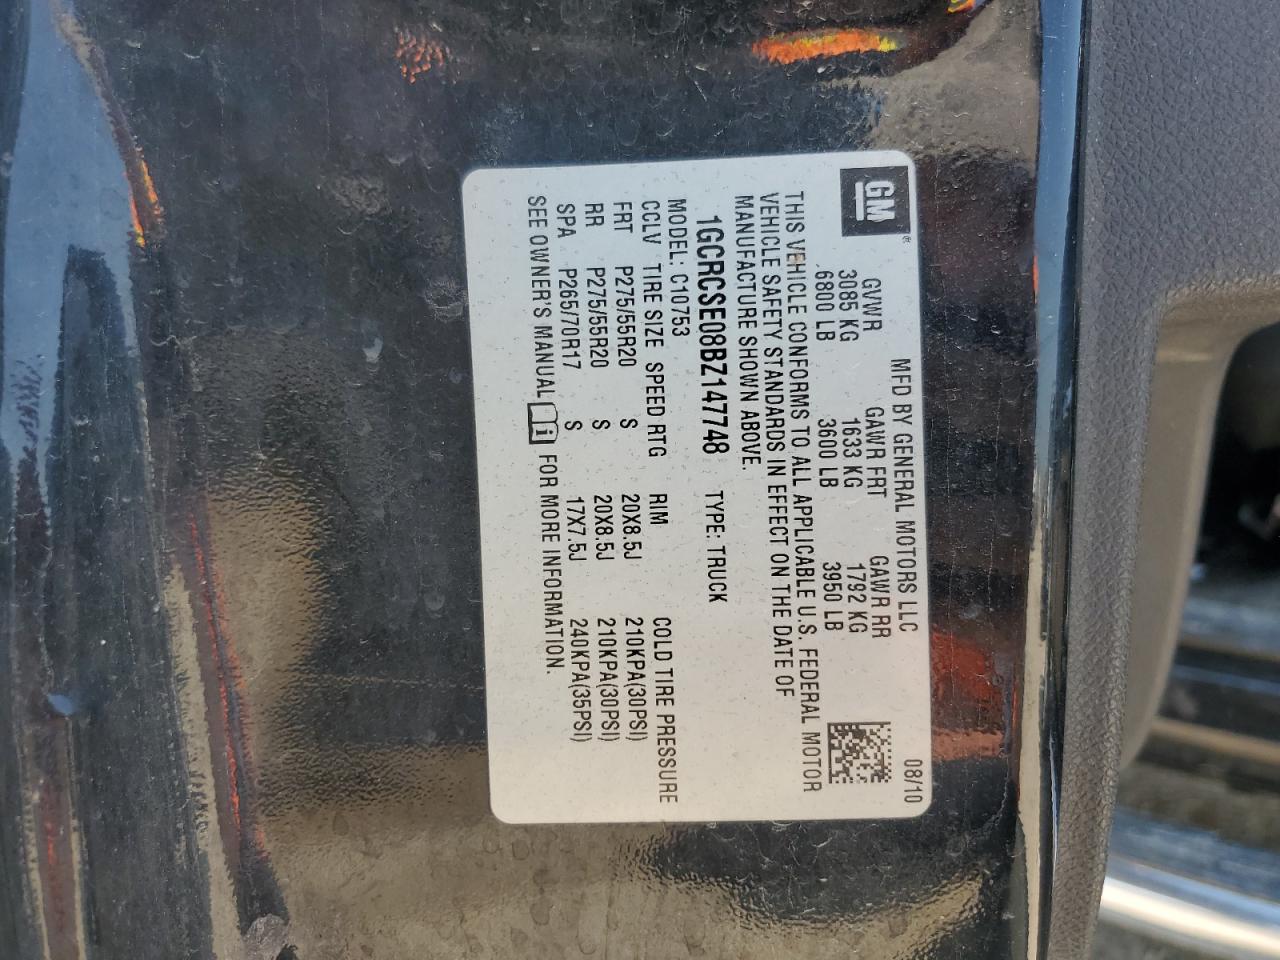 GM
MFD BY GENERAL MOTORS LLC 08/10
GVWR GAWR FRT GAWR RR
3085 KG 1633 KG 1792 KG
6800 LB 3600 LB 3950 LB
THIS VEHICLE CONFORMS TO ALL APPLICABLE U.S. FEDERAL MOTOR
VEHICLE SAFETY STANDARDS IN EFFECT ON THE DATE OF
MANUFACTURE SHOWN ABOVE.
1GCRCSE08BZ147748 TYPE: TRUCK
MODEL: C10753
CCLV TIRE SIZE SPEED RTG RIM COLD TIRE PRESSURE
FRT P275/55R20 S 20X8.5J 210KPA(30PSI)
RR P275/55R20 S 20X8.5J 210KPA(30PSI)
SPA P265/70R17 S 17X7.5J 240KPA(35PSI)
SEE OWNER'S MANUAL i FOR MORE INFORMATION.